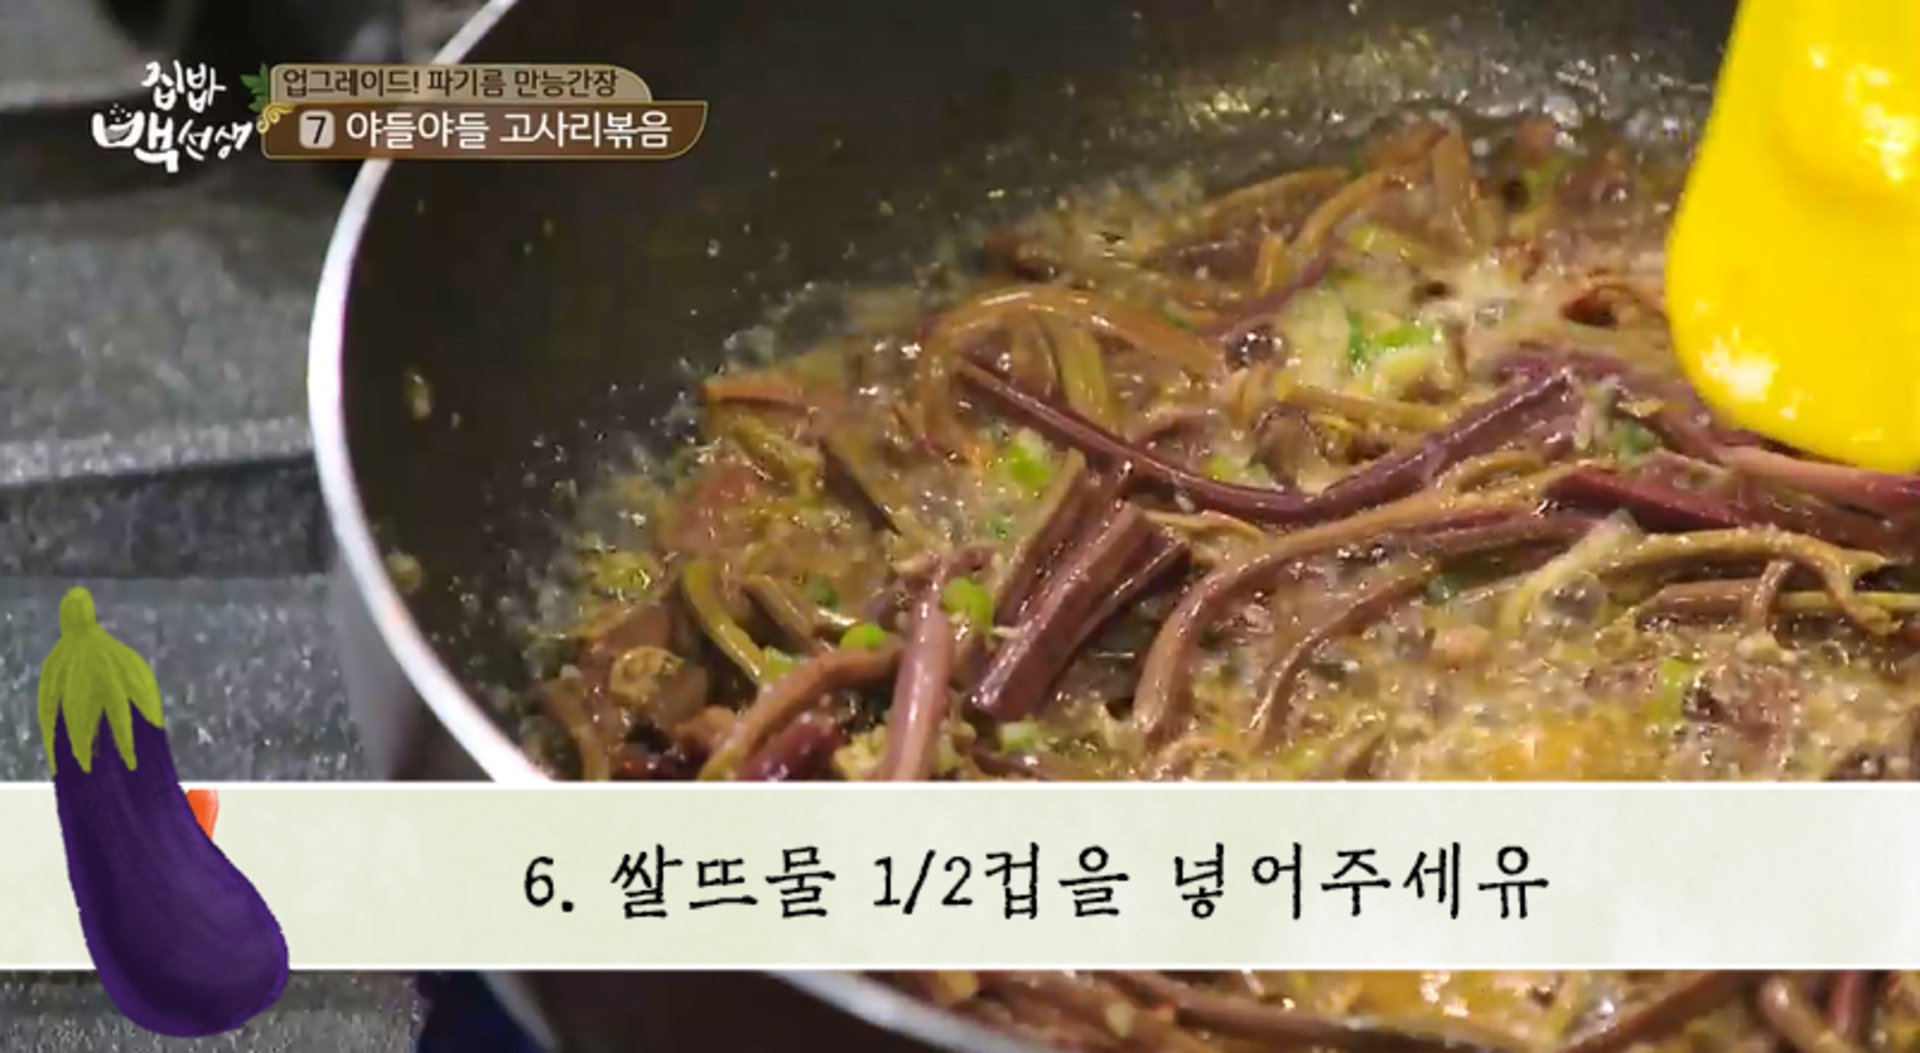 집밥
백선생
업그레이드! 파기름 만능간장
7 야들야들 고사리볶음
6. 쌀뜨물 1/2컵을 넣어주세유